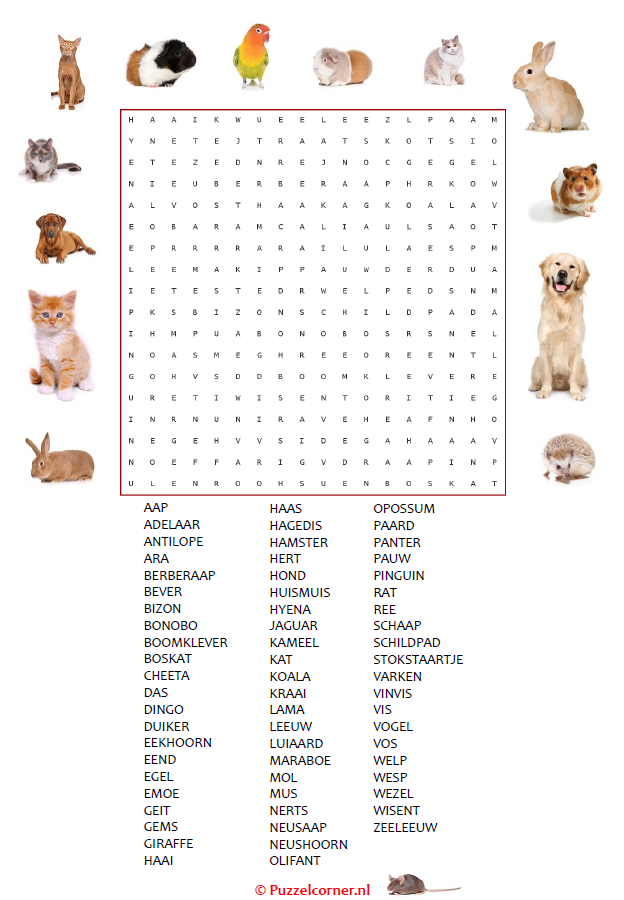 H A A I K W U E E L E E Z L P A A M
Y N E T E J T R A A T S K O T S I O
E T E Z E D N R E J N O C G E G E L
N I E U B E R B E R A A P H R K O W
A L V O S T H A A K A G K O A L A V
E O B A R A M C A L I A U L S A O T
E P R R R R A R A I L U L A E S P M
L E E M A K I P P A U W D E R D U A
I E T E S T E D R W E L P E D S N M
P K S B I Z O N S C H I L D P A D A
I H M P U A B O N O B O S R S N E L
N O A S M E G H R E E O R E E N T L
G O H V S D D B O O M K L E V E R E
U R E T I W I S E N T O R I T I E G
I N R N U N I R A V E H E A F N H O
N E G E H V V S I D E G A H A A A V
N O E F F A R I G V D R A A P I N P
U L E N R O O H S U E N B O S K A T
AAP HAAS OPOSSUM
ADELAAR HAGEDIS PAARD
ANTILOPE HAMSTER PANTER
ARA HERT PAUW
BERBERAAP HOND PINGUIN
BEVER HUISMUIS RAT
BIZON HYENA REE
BONOBO JAGUAR SCHAAP
BOOMKLEVER KAMEEL SCHILDPAD
BOSKAT KAT STOKSTAARTJE
CHEETA KOALA VARKEN
DAS KRAAI VINVIS
DINGO LAMA VIS
DUIKER LEEUW VOGEL
EEKHOORN LUIAARD VOS
EEND MARABOE WELP
EGEL MOL WESP
EMOE MUS WEZEL
GEIT NERTS WISENT
GEMS NEUSAAP ZEELEEUW
GIRAFFE NEUSHOORN
HAAI OLIFANT
© Puzzelcorner.nl